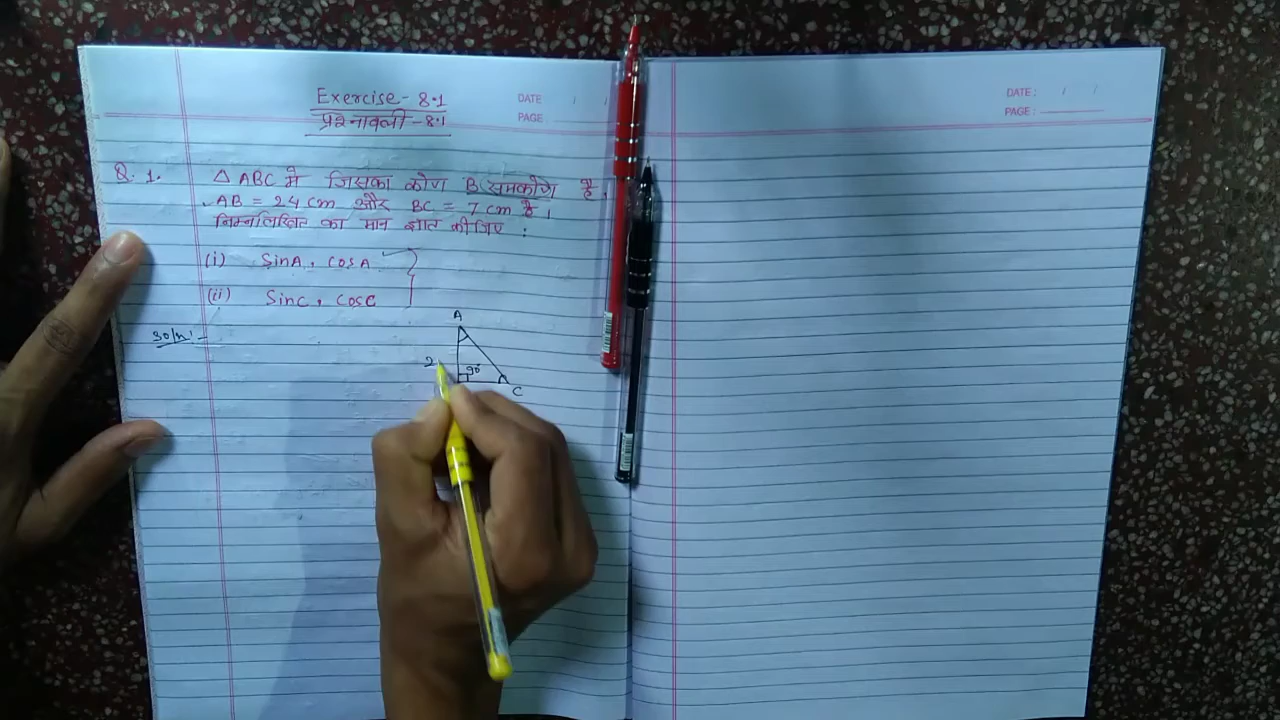 Exercise - 8.1
प्रश्नावली - 8.1
DATE / /
PAGE :
DATE : / /
PAGE :
Q. 1. △ ABC मे जिसका कोण B समकोण है,
AB = 24 cm और BC = 7 cm है,
निम्नलिखित का मान ज्ञात कीजिए :
(i) SinA, COSA
(ii) SinC, COSC
A
2
90°
C